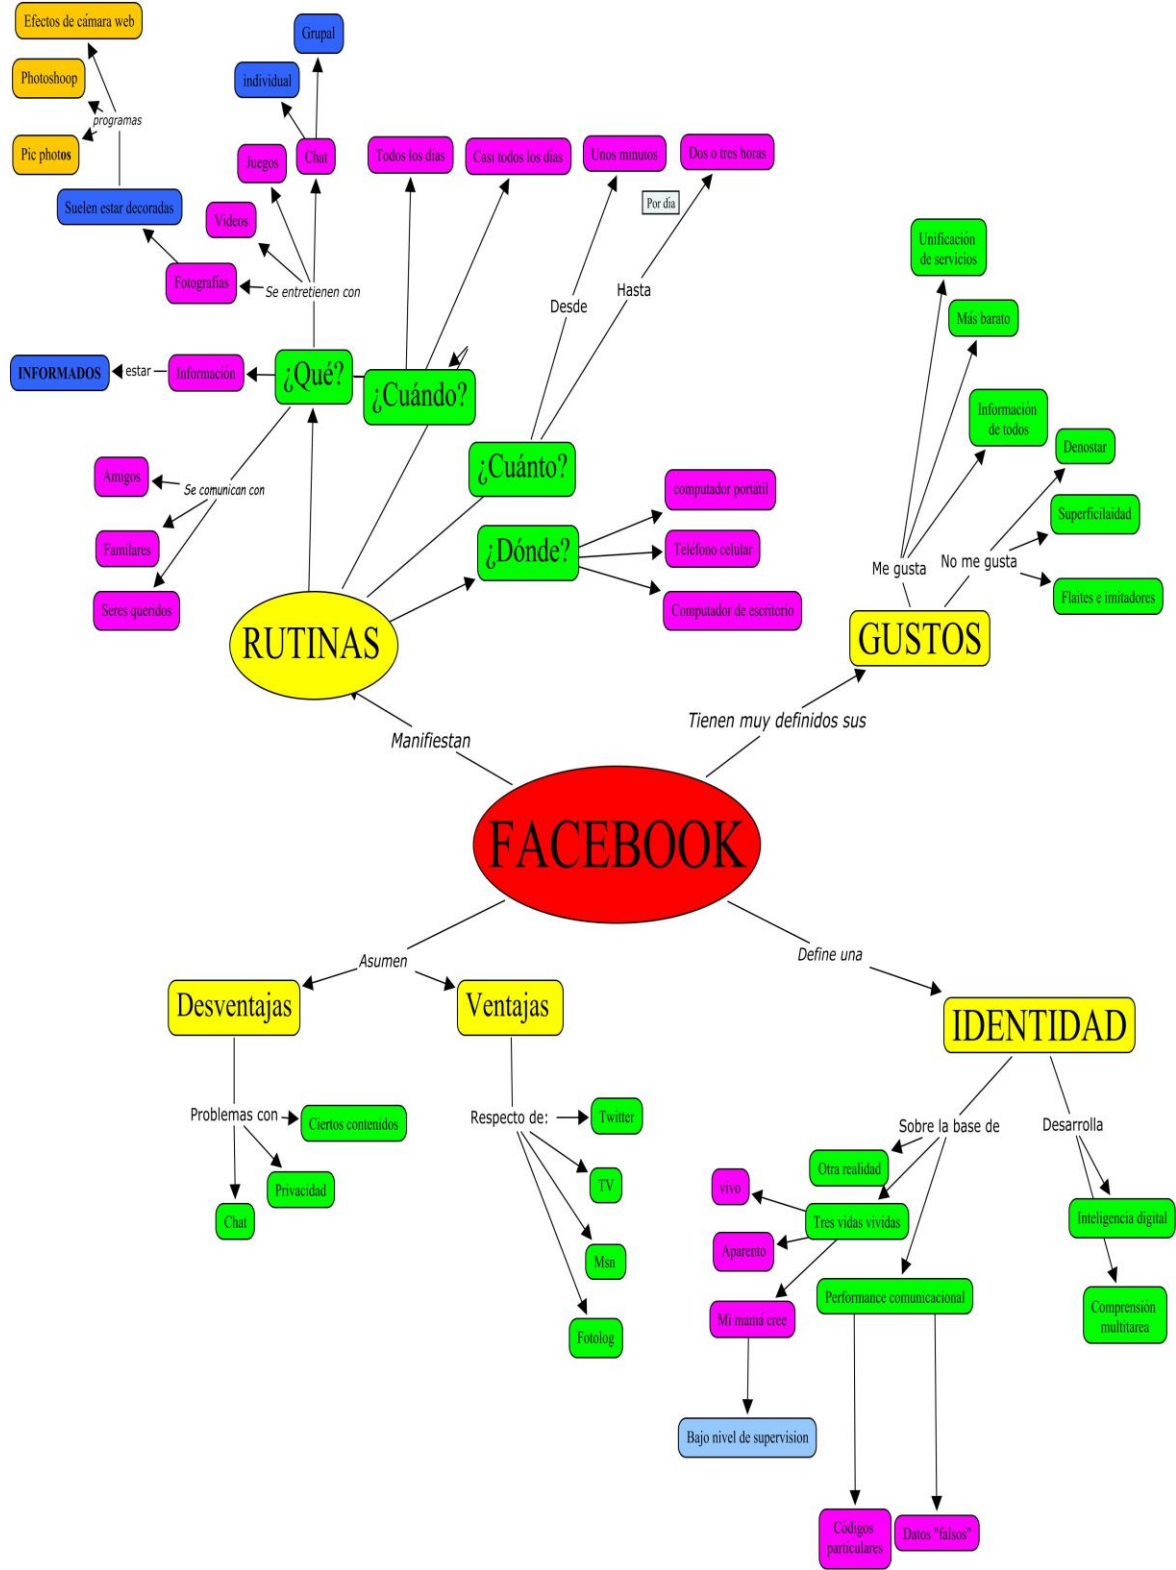 Efectos de cámara web
Grupal
Photoshoop
individual
programas
Pic photos
Juegos
Chat
Todos los días
Casi todos los días
Unos minutos
Dos o tres horas
Por día
Suelen estar decoradas
Videos
Fotografías
Se entretienen con
Desde
Hasta
Unificación
de servicios
Más barato
INFORMADOS
estar
Información
¿Qué?
¿Cuándo?
Información
de todos
Denostar
¿Cuánto?
Amigos
Se comunican con
computador portátil
Superficilaidad
Familares
¿Dónde?
Teléfono celular
Me gusta
No me gusta
Seres queridos
Computador de escritorio
Flaites e imitadores
RUTINAS
GUSTOS
Manifiestan
Tienen muy definidos sus
FACEBOOK
Asumen
Define una
Desventajas
Ventajas
IDENTIDAD
Problemas con
Ciertos contenidos
Respecto de:
Twitter
Sobre la base de
Desarrolla
Otra realidad
Privacidad
TV
vivo
Chat
Tres vidas vividas
Inteligencia digital
Msn
Aparento
Performance comunicacional
Mi mamá cree
Comprensión
multitarea
Fotolog
Bajo nivel de supervision
Códigos
particulares
Datos "falsos"